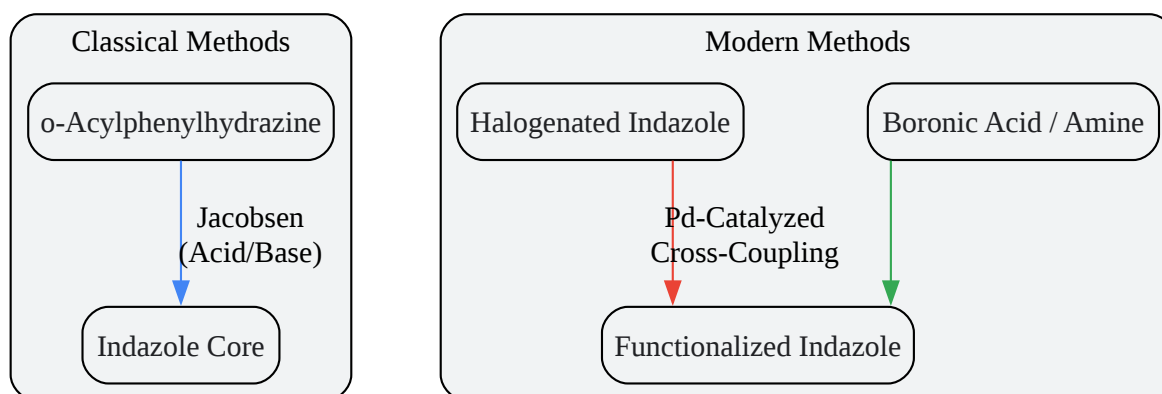 Classical Methods
o-Acylphenylhydrazine
Jacobsen
(Acid/Base)
Indazole Core
Modern Methods
Halogenated Indazole
Boronic Acid / Amine
Pd-Catalyzed
Cross-Coupling
Functionalized Indazole